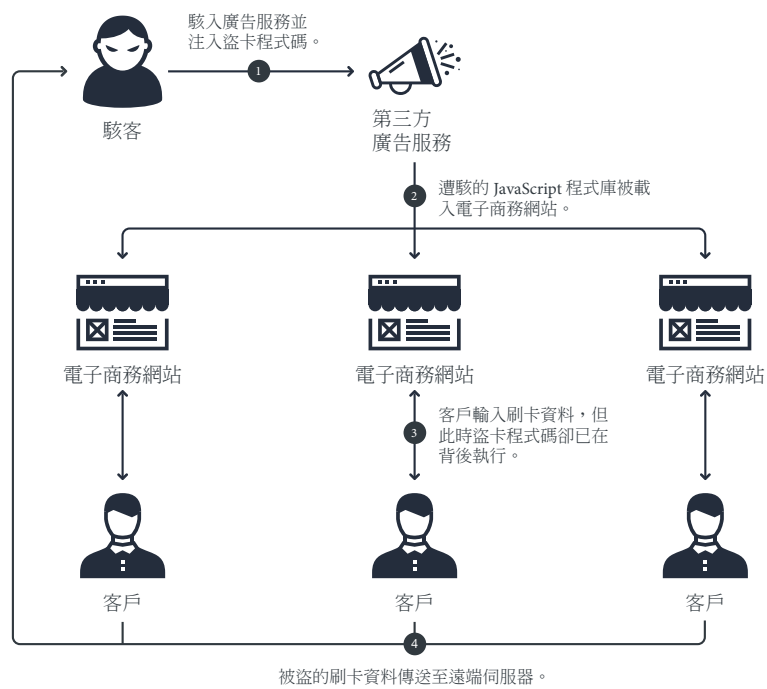 駭入廣告服務並
注入盜卡程式碼。
1
駭客
第三方
廣告服務
2
遭駭的 JavaScript 程式庫被載
入電子商務網站。
電子商務網站
電子商務網站
電子商務網站
3
客戶輸入刷卡資料，但
此時盜卡程式碼卻已在
背後執行。
客戶
客戶
客戶
4
被盜的刷卡資料傳送至遠端伺服器。